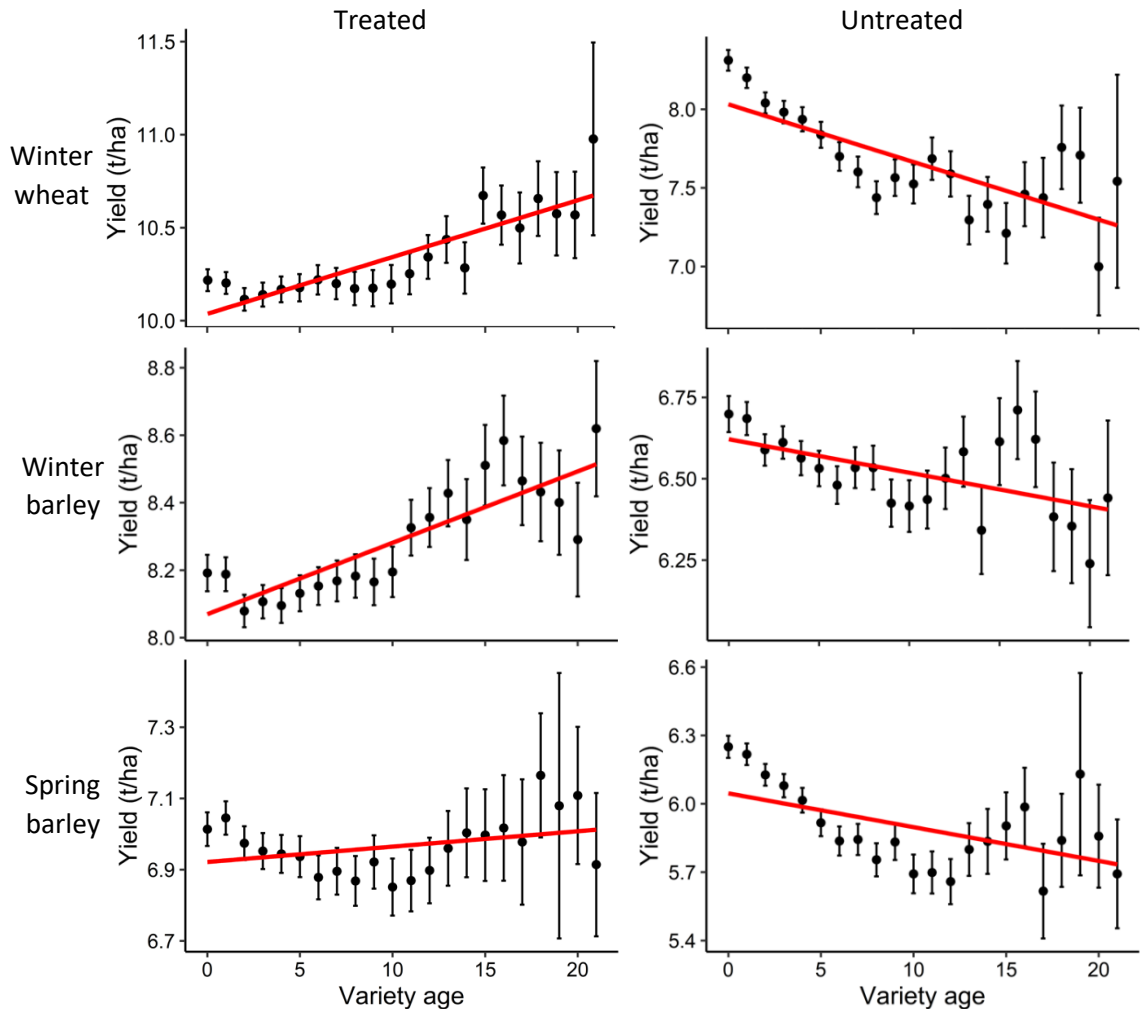 Treated
Untreated
Winter
wheat
Yield (t/ha)
11.5
11.0
10.5
10.0
Yield (t/ha)
8.0
7.5
7.0
Winter
barley
Yield (t/ha)
8.8
8.6
8.4
8.2
8.0
Yield (t/ha)
6.75
6.50
6.25
Spring
barley
Yield (t/ha)
7.3
7.1
6.9
6.7
0 5 10 15 20
Variety age
Yield (t/ha)
6.6
6.3
6.0
5.7
5.4
0 5 10 15 20
Variety age